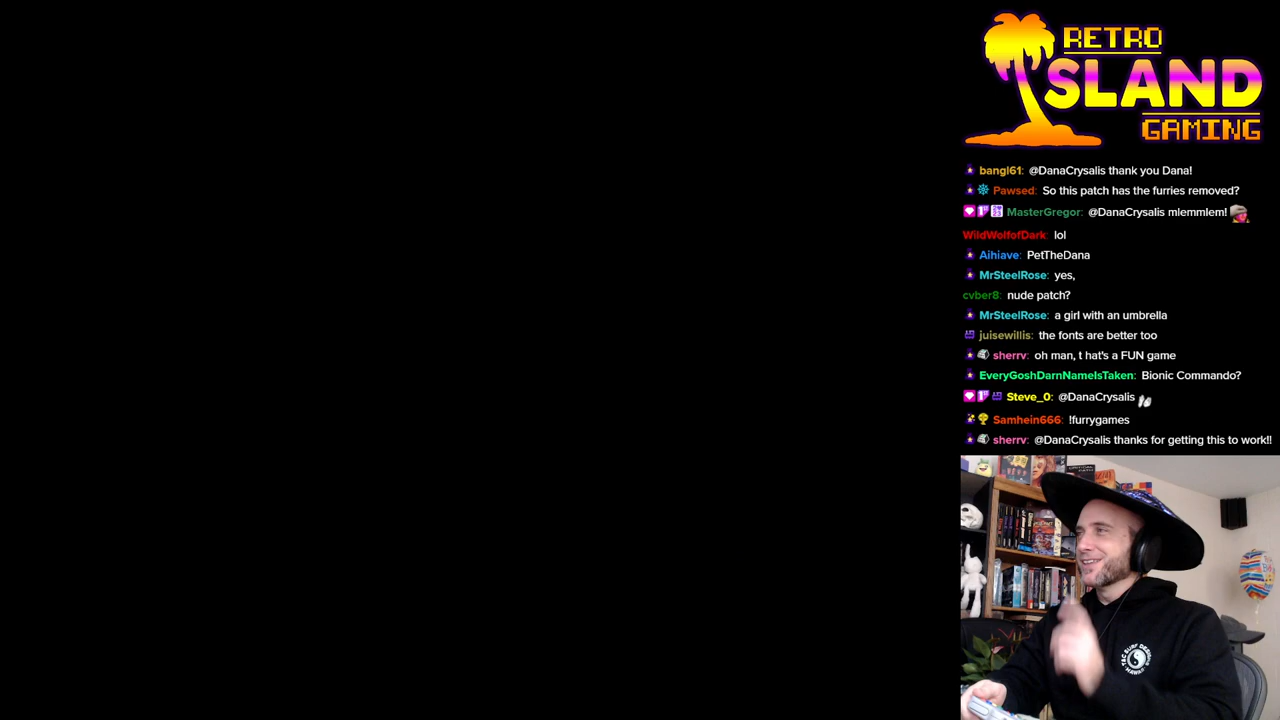 RETRO
ISLAND
GAMING
bangl61: @DanaCrysalis thank you Dana!
Pawsed: So this patch has the furries removed?
MasterGregor: @DanaCrysalis mlemmlem!
WildWolfofDark: lol
Aihiave: PetTheDana
MrSteelRose: yes,
cvber8: nude patch?
MrSteelRose: a girl with an umbrella
juisewillis: the fonts are better too
sherrv: oh man, t hat's a FUN game
EveryGoshDarnNameIsTaken: Bionic Commando?
Steve_0: @DanaCrysalis
Samhein666: !furrygames
sherrv: @DanaCrysalis thanks for getting this to work!!